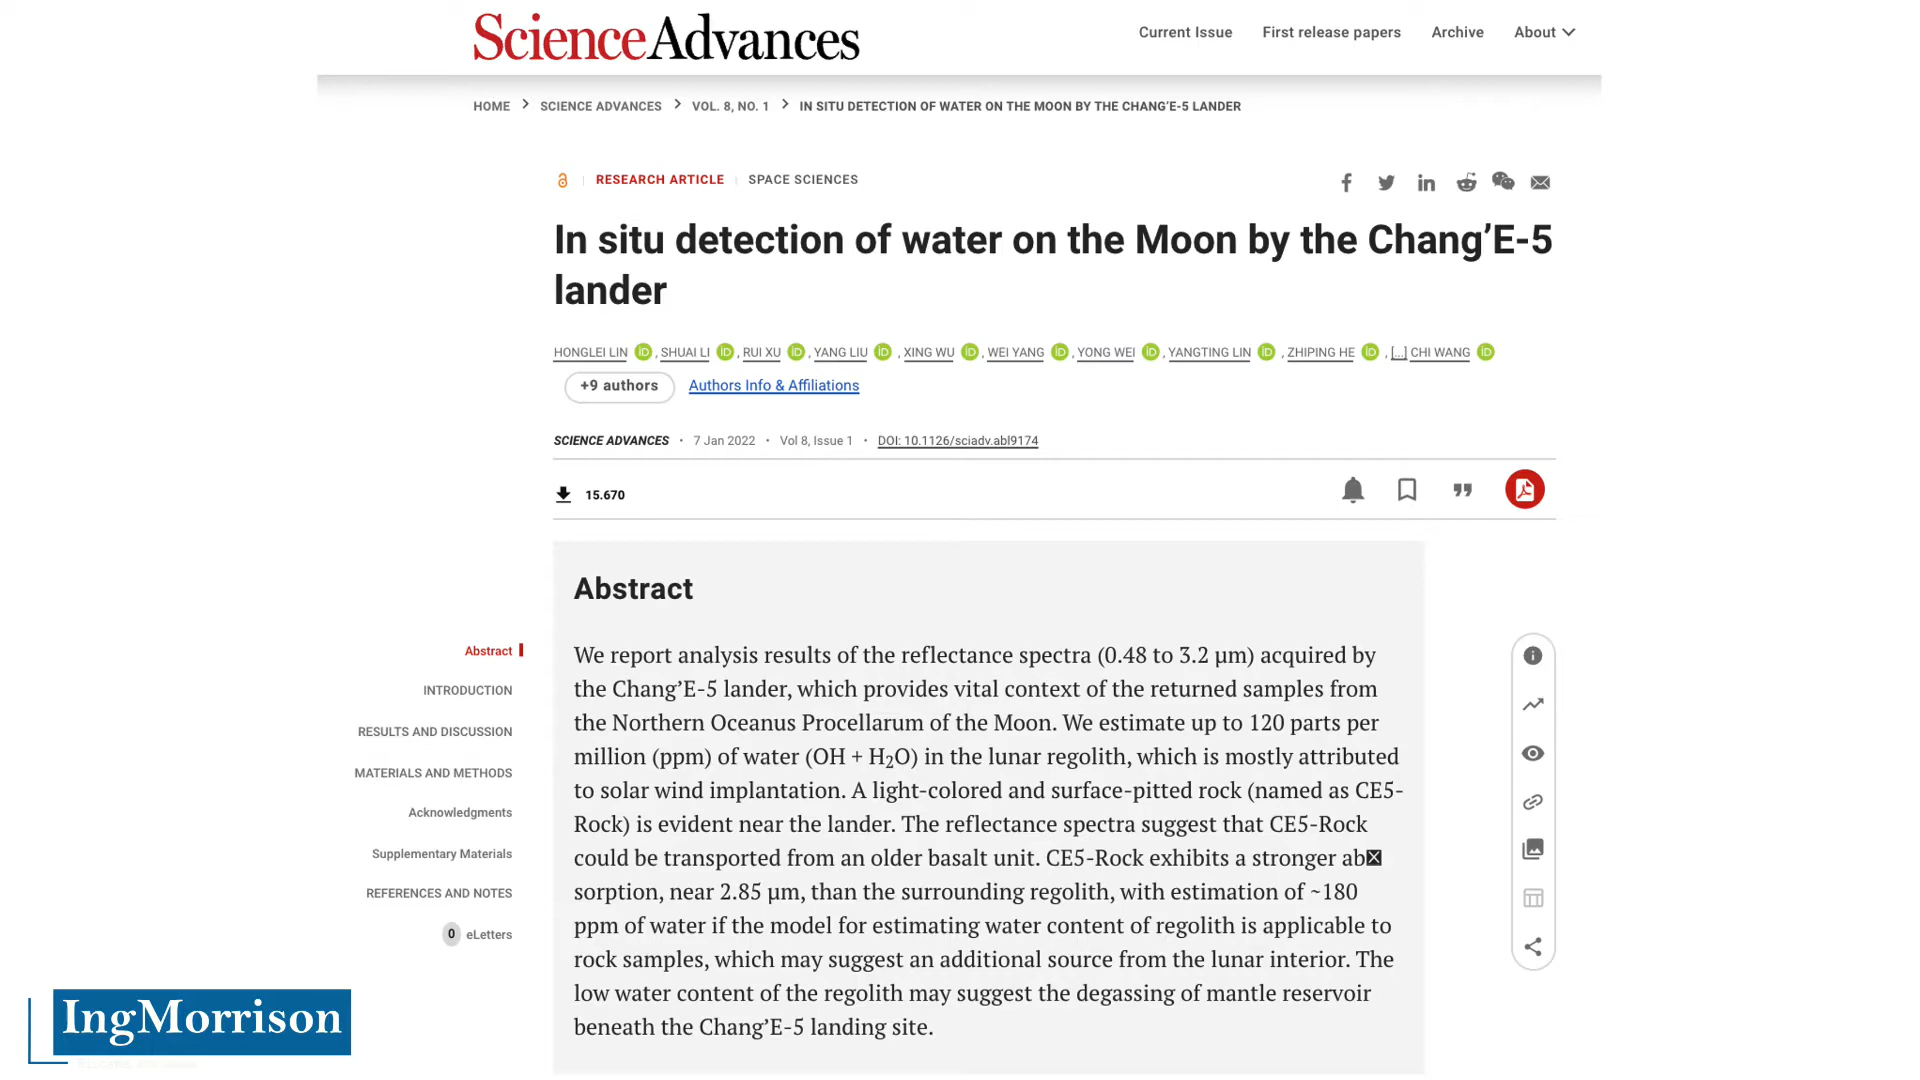 ScienceAdvances
Current Issue First release papers Archive About
HOME > SCIENCE ADVANCES > VOL. 8, NO. 1 > IN SITU DETECTION OF WATER ON THE MOON BY THE CHANG'E-5 LANDER
RESEARCH ARTICLE | SPACE SCIENCES
In situ detection of water on the Moon by the Chang’E-5
lander
HONGLEI LIN iD, SHUAI LI iD, RUI XU iD, YANG LIU iD, XING WU iD, WEI YANG iD, YONG WEI iD, YANGTING LIN iD, ZHIPING HE iD, [...] CHI WANG iD
+9 authors Authors Info & Affiliations
SCIENCE ADVANCES • 7 Jan 2022 • Vol 8, Issue 1 • DOI: 10.1126/sciadv.abl9174
15.670
Abstract
We report analysis results of the reflectance spectra (0.48 to 3.2 μm) acquired by
the Chang’E-5 lander, which provides vital context of the returned samples from
the Northern Oceanus Procellarum of the Moon. We estimate up to 120 parts per
million (ppm) of water (OH + H₂O) in the lunar regolith, which is mostly attributed
to solar wind implantation. A light-colored and surface-pitted rock (named as CE5-
Rock) is evident near the lander. The reflectance spectra suggest that CE5-Rock
could be transported from an older basalt unit. CE5-Rock exhibits a stronger ab
sorption, near 2.85 μm, than the surrounding regolith, with estimation of ~180
ppm of water if the model for estimating water content of regolith is applicable to
rock samples, which may suggest an additional source from the lunar interior. The
low water content of the regolith may suggest the degassing of mantle reservoir
beneath the Chang’E-5 landing site.
Abstract
INTRODUCTION
RESULTS AND DISCUSSION
MATERIALS AND METHODS
Acknowledgments
Supplementary Materials
REFERENCES AND NOTES
0 eLetters
IngMorrison